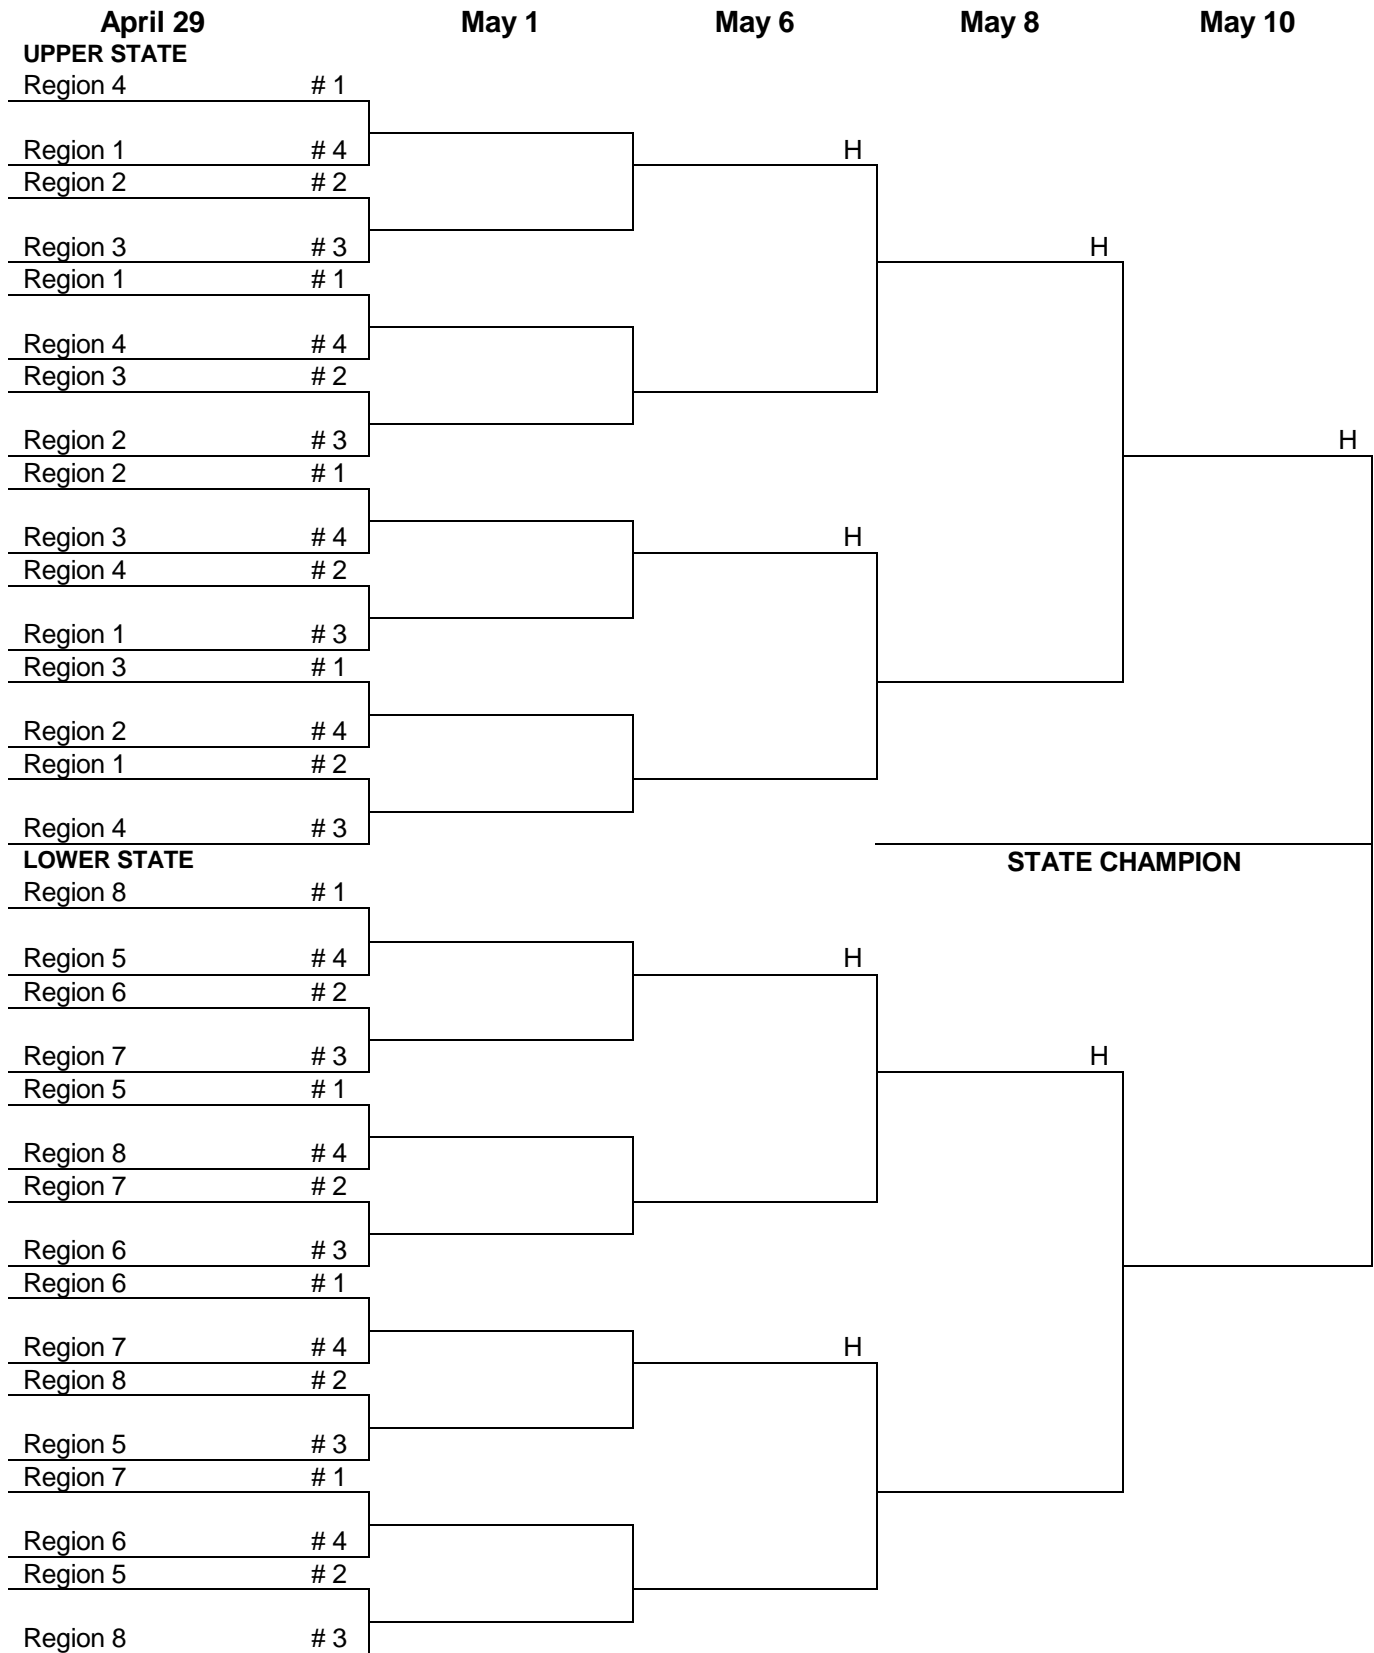 April 29 May 1 May 6 May 8 May 10
UPPER STATE
Region 4 # 1
Region 1 # 4 H
Region 2 # 2
Region 3 # 3 H
Region 1 # 1
Region 4 # 4
Region 3 # 2
Region 2 # 3 H
Region 2 # 1
Region 3 # 4 H
Region 4 # 2
Region 1 # 3
Region 3 # 1
Region 2 # 4
Region 1 # 2
Region 4 # 3
LOWER STATE STATE CHAMPION
Region 8 # 1
Region 5 # 4 H
Region 6 # 2
Region 7 # 3 H
Region 5 # 1
Region 8 # 4
Region 7 # 2
Region 6 # 3
Region 6 # 1
Region 7 # 4 H
Region 8 # 2
Region 5 # 3
Region 7 # 1
Region 6 # 4
Region 5 # 2
Region 8 # 3